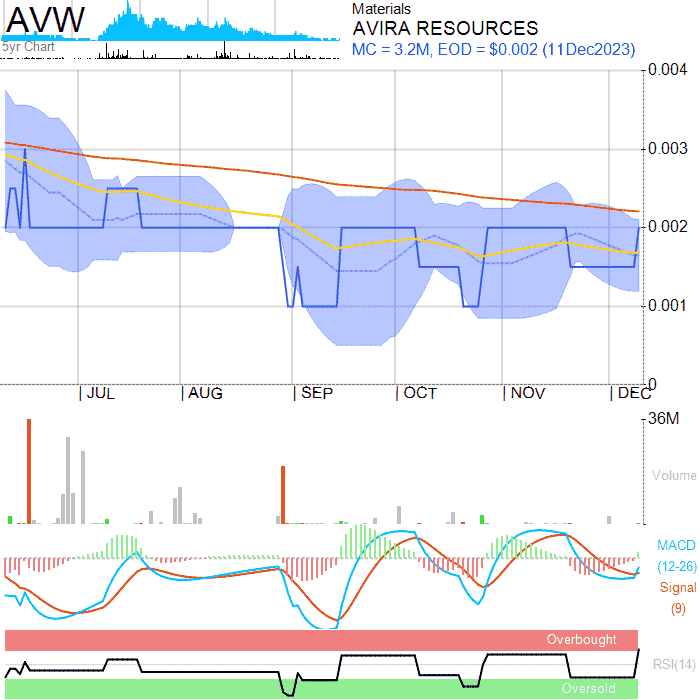 AVW
5yr Chart
Materials
AVIRA RESOURCES
MC = 3.2M, EOD = $0.002 (11Dec2023)
0.004
0.003
0.002
0.001
0
JUL
AUG
SEP
OCT
NOV
DEC
36M
Volume
MACD
(12-26)
Signal
(9)
Overbought
RSI(14)
Oversold